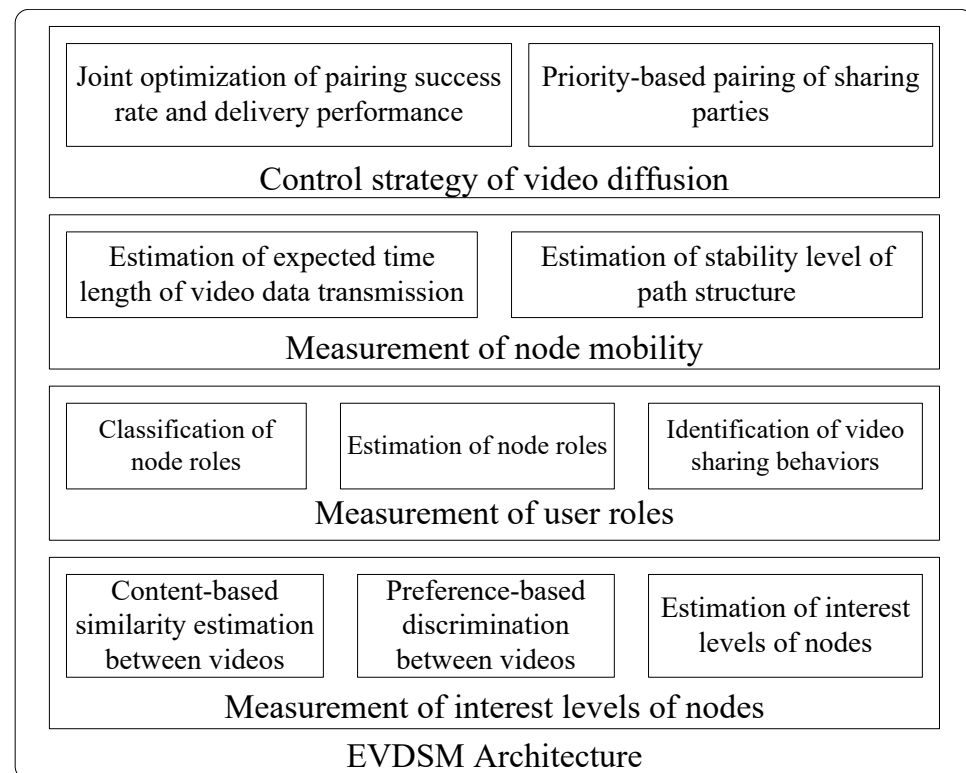 Joint optimization of pairing success
rate and delivery performance
Priority-based pairing of sharing
parties
Control strategy of video diffusion
Estimation of expected time
length of video data transmission
Estimation of stability level of
path structure
Measurement of node mobility
Classification of
node roles
Estimation of node roles
Identification of video
sharing behaviors
Measurement of user roles
Content-based
similarity estimation
between videos
Preference-based
discrimination
between videos
Estimation of interest
levels of nodes
Measurement of interest levels of nodes
EVDSM Architecture